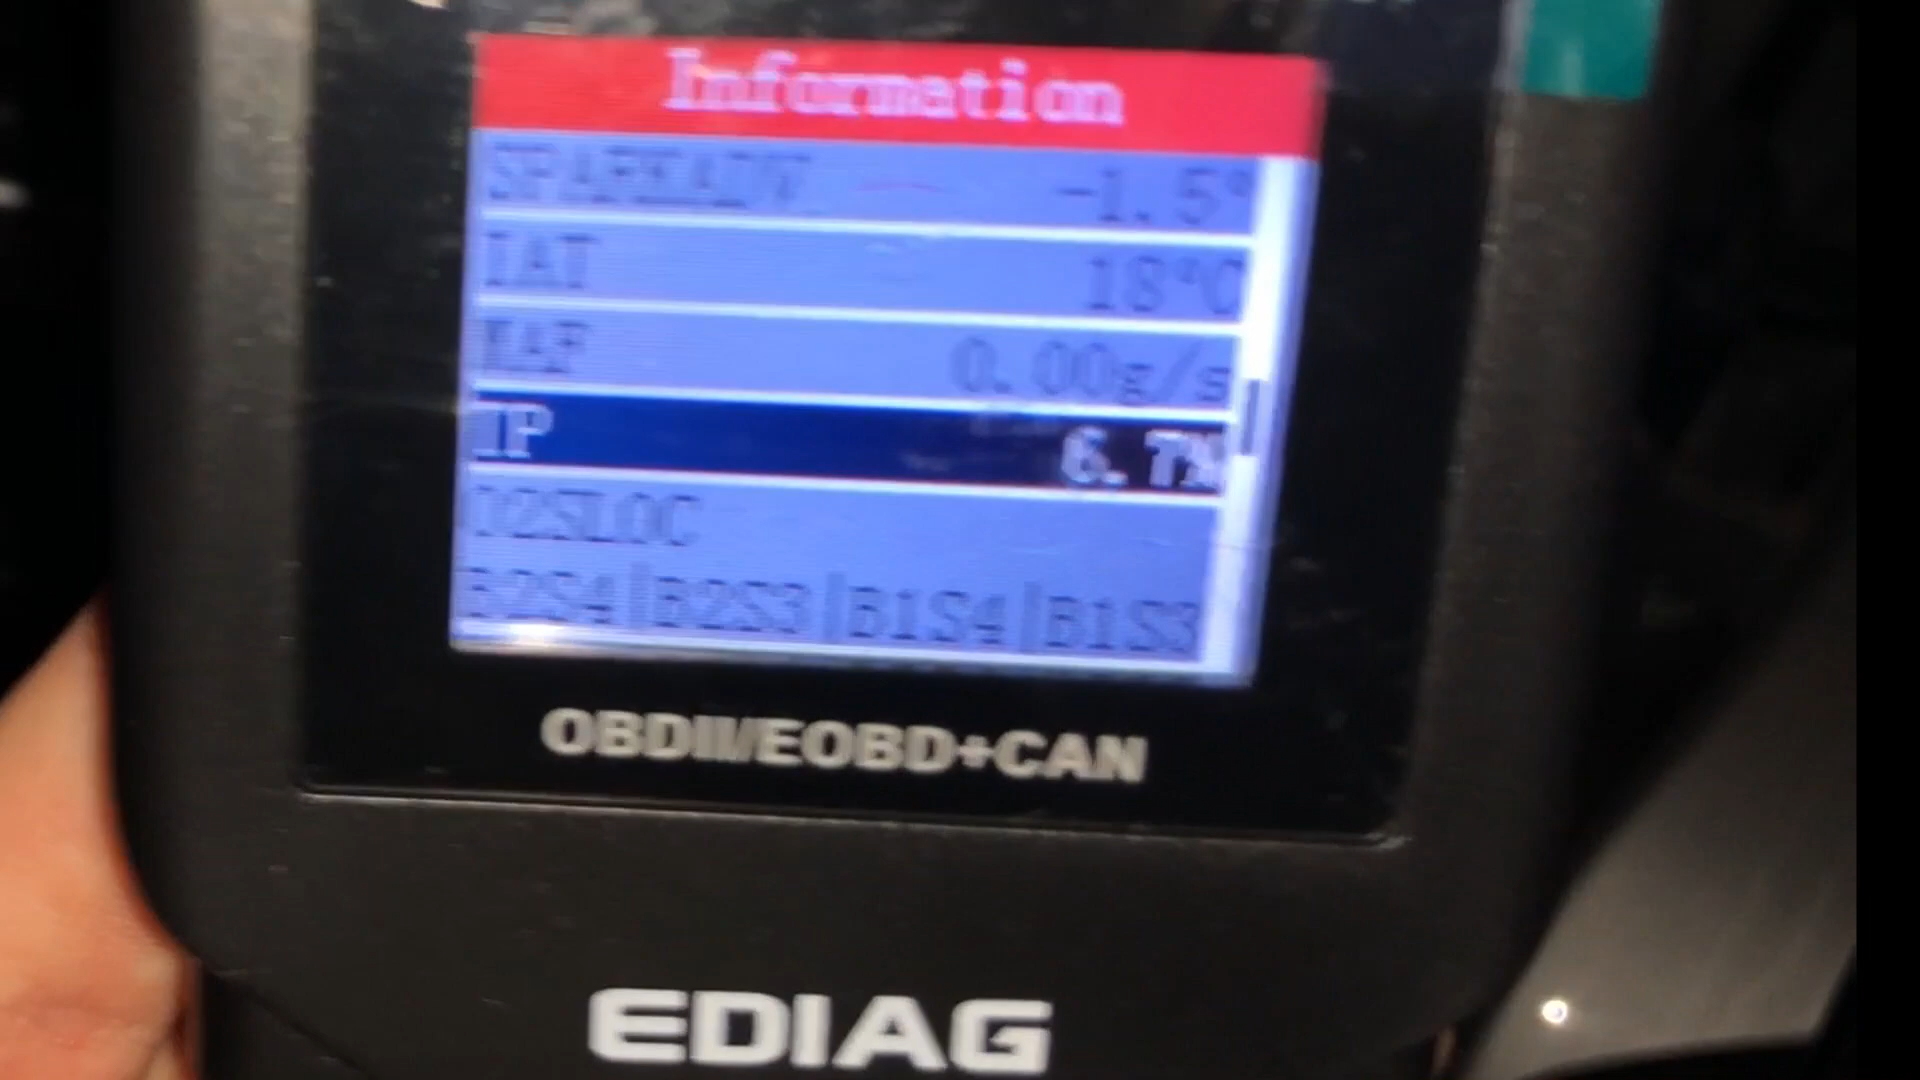 Information
SPARKADV -1.5°
IAT 18°C
MAF 0.00g/s
TP 6.7%
O2SLOC
B2S4|B2S3|B1S4|B1S3
OBDII/EOBD+CAN
EDIAG